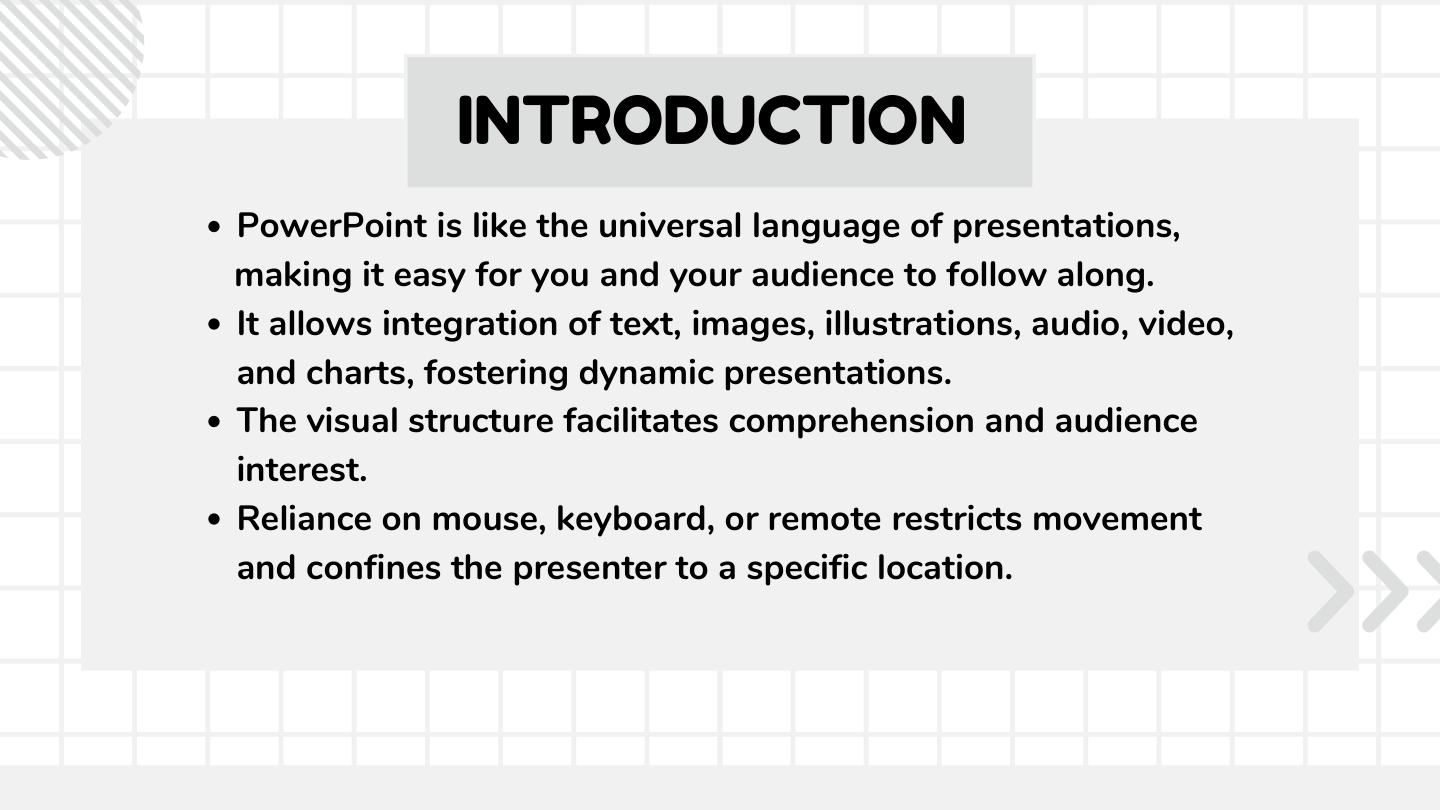 INTRODUCTION
• PowerPoint is like the universal language of presentations,
making it easy for you and your audience to follow along.
• It allows integration of text, images, illustrations, audio, video,
and charts, fostering dynamic presentations.
• The visual structure facilitates comprehension and audience
interest.
• Reliance on mouse, keyboard, or remote restricts movement
and confines the presenter to a specific location.